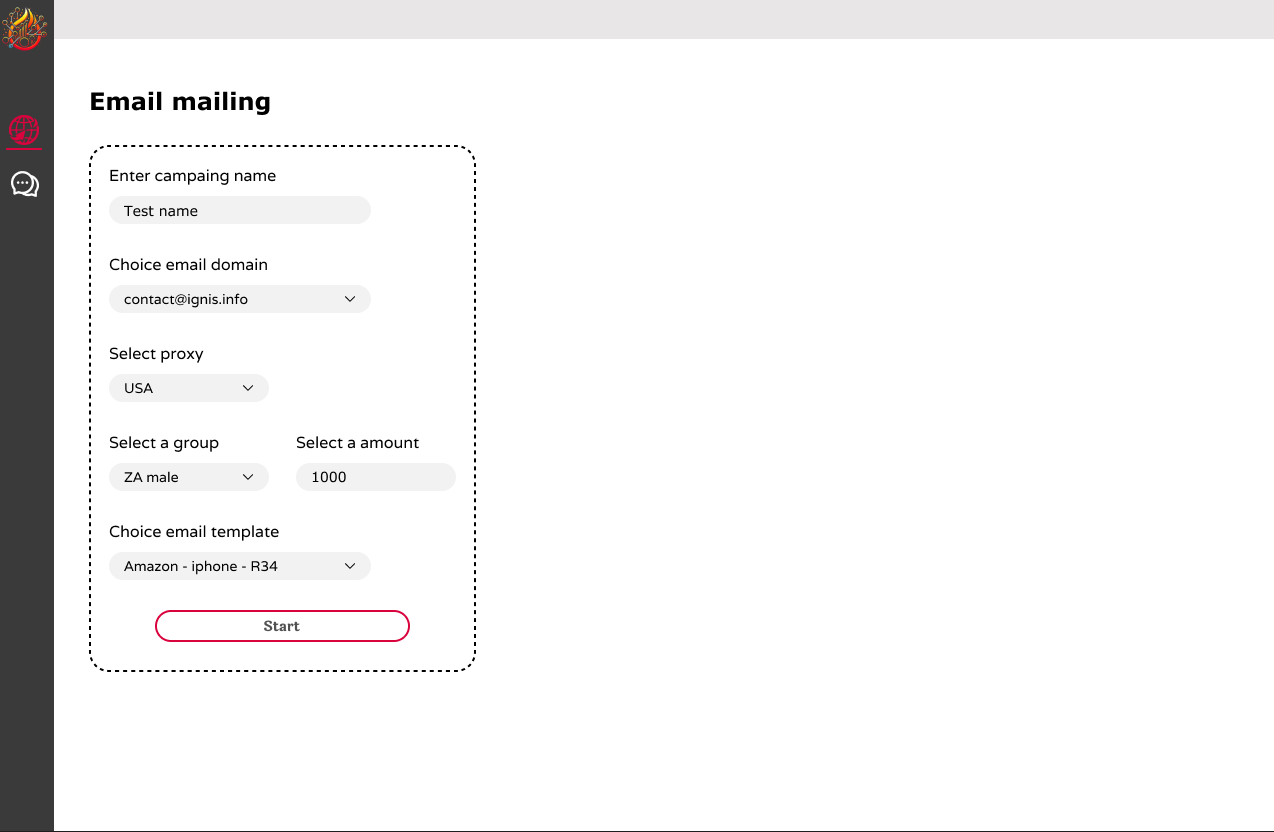 Email mailing
Enter campaing name
Test name
Choice email domain
contact@ignis.info
Select proxy
USA
Select a group
Select a amount
ZA male
1000
Choice email template
Amazon - iphone - R34
Start